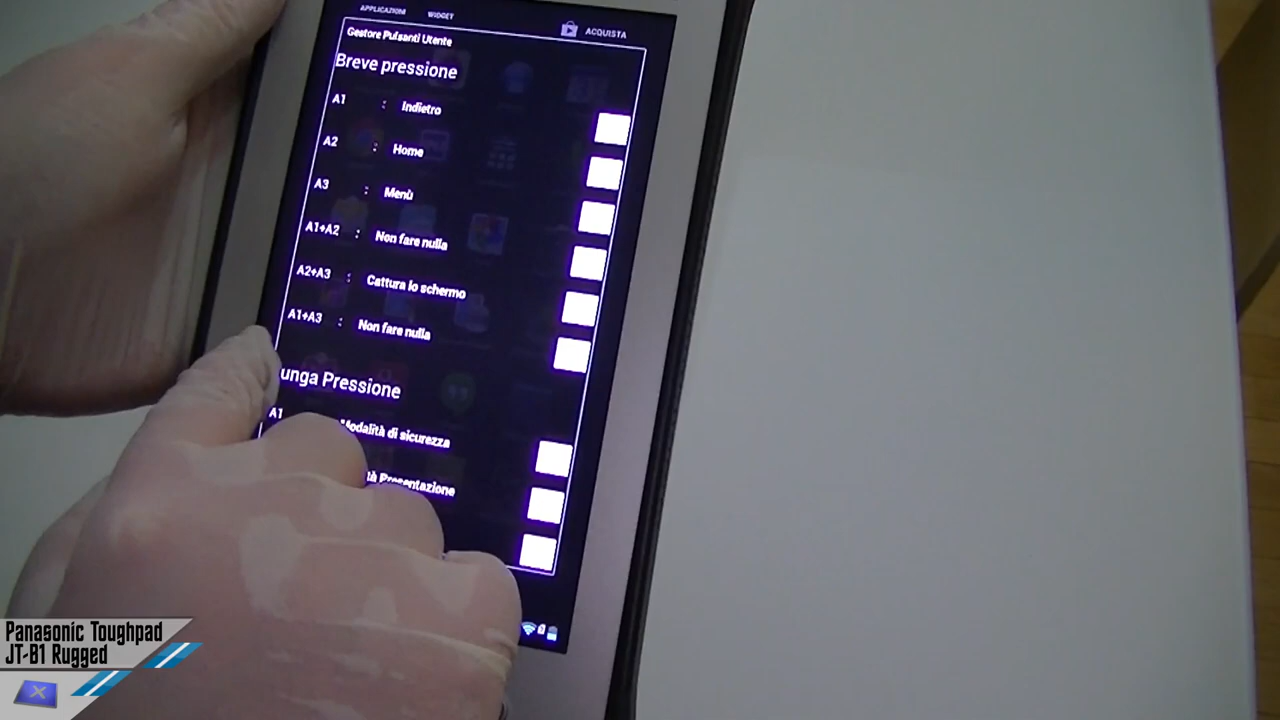 APPLICAZIONI WIDGET ACQUISTA
Gestore Pulsanti Utente
Breve pressione
A1 : Indietro
A2 : Home
A3 : Menù
A1+A2 : Non fare nulla
A2+A3 : Cattura lo schermo
A1+A3 : Non fare nulla
unga Pressione
A1 Modalità di sicurezza
tà Presentazione
Panasonic Toughpad
JT-B1 Rugged